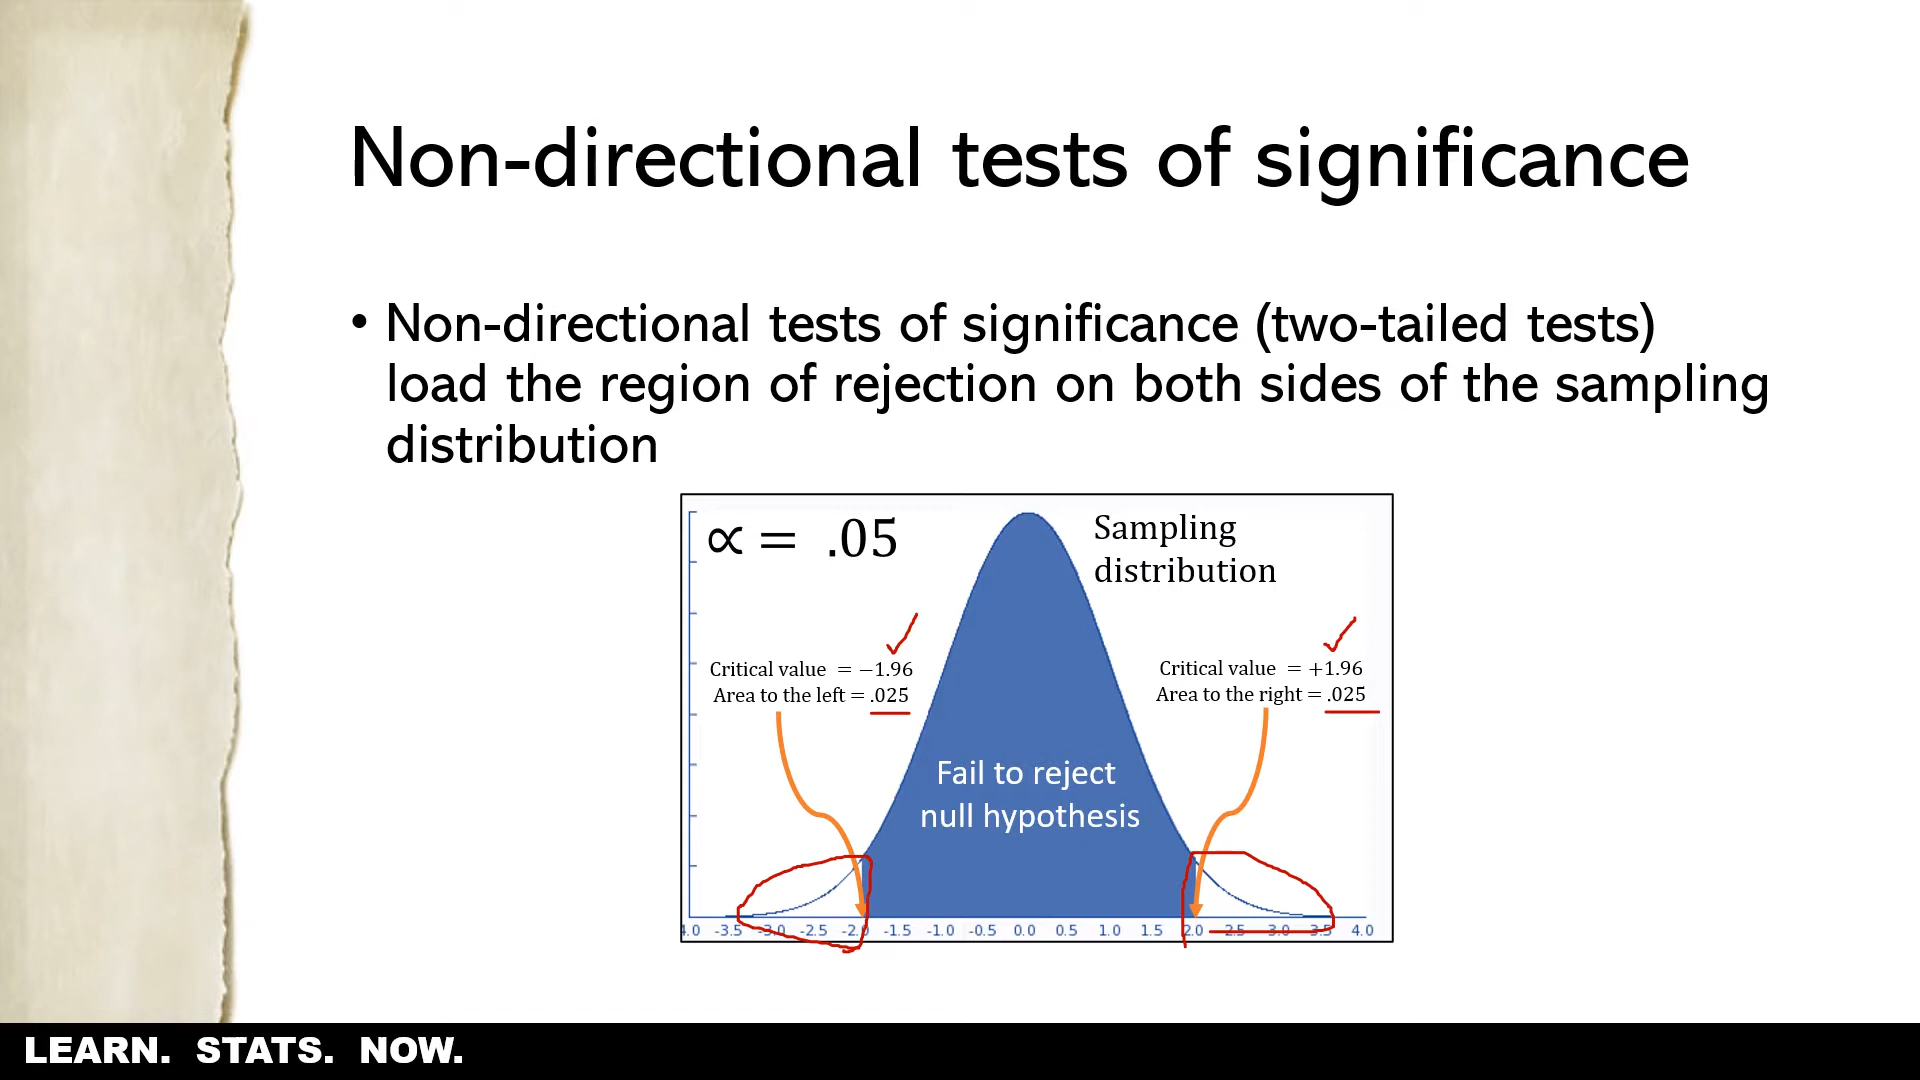 Non-directional tests of significance
• Non-directional tests of significance (two-tailed tests)
load the region of rejection on both sides of the sampling
distribution
∝ = .05
Sampling
distribution
Critical value = −1.96
Area to the left = .025
Critical value = +1.96
Area to the right = .025
Fail to reject
null hypothesis
4.0 -3.5 -3.0 -2.5 -2.0 -1.5 -1.0 -0.5 0.0 0.5 1.0 1.5 2.0 2.5 3.0 3.5 4.0
LEARN. STATS. NOW.